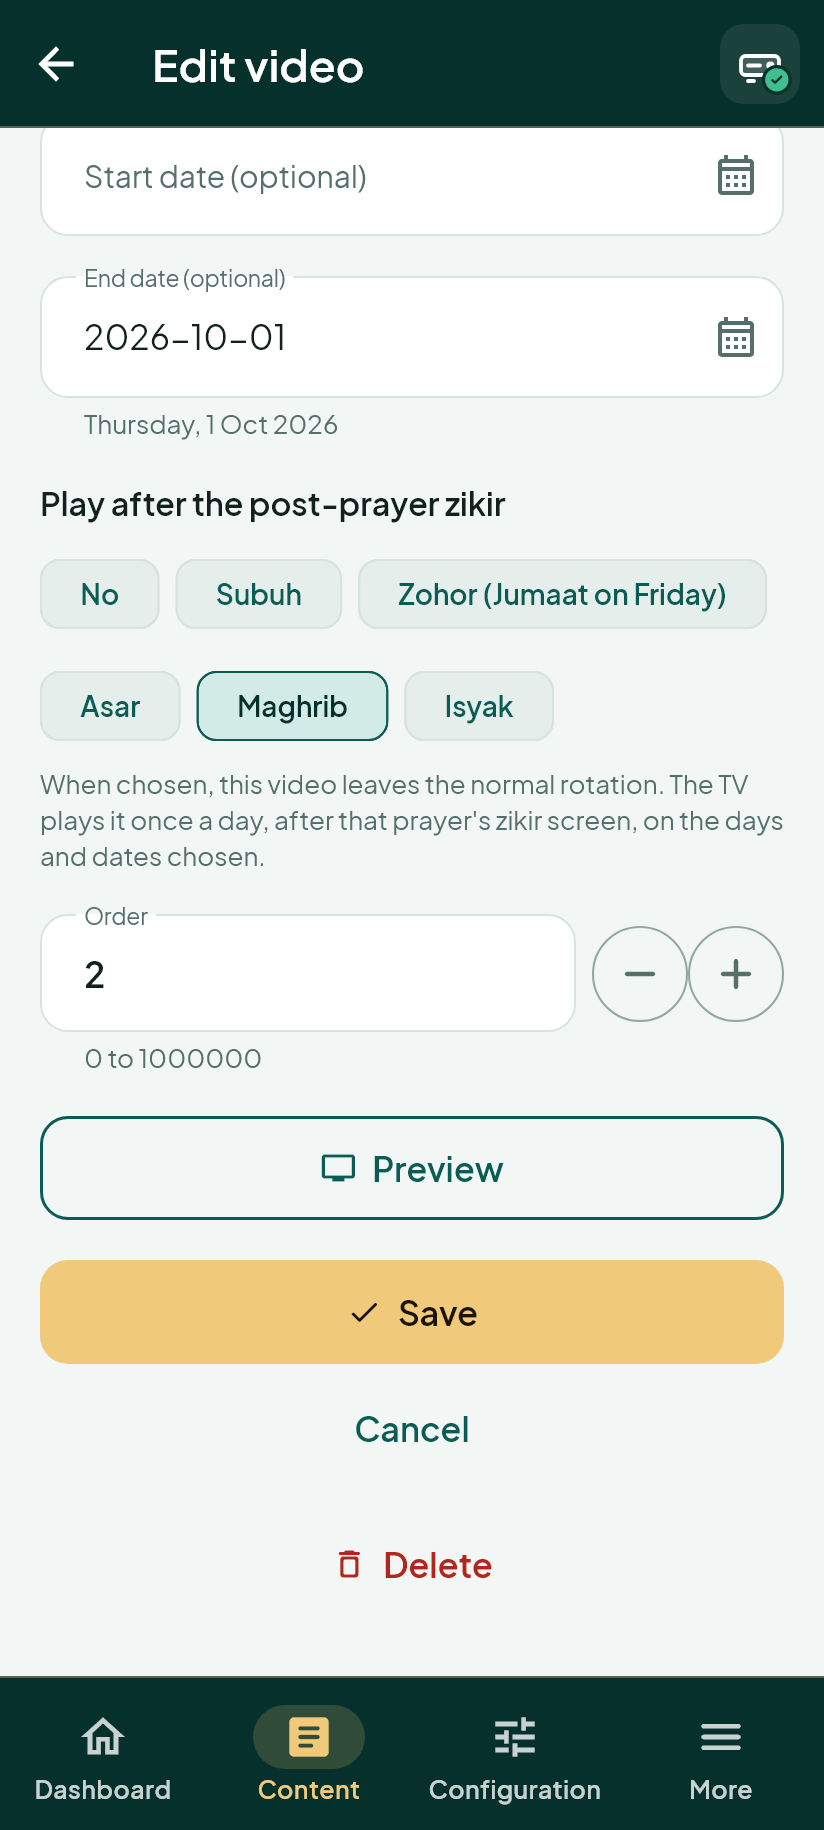 Edit video
Start date (optional)
End date (optional)
2026-10-01
Thursday, 1 Oct 2026
Play after the post-prayer zikir
No
Subuh
Zohor (Jumaat on Friday)
Asar
Maghrib
Isyak
When chosen, this video leaves the normal rotation. The TV
plays it once a day, after that prayer's zikir screen, on the days
and dates chosen.
Order
2
0 to 1000000
Preview
Save
Cancel
Delete
Dashboard
Content
Configuration
More